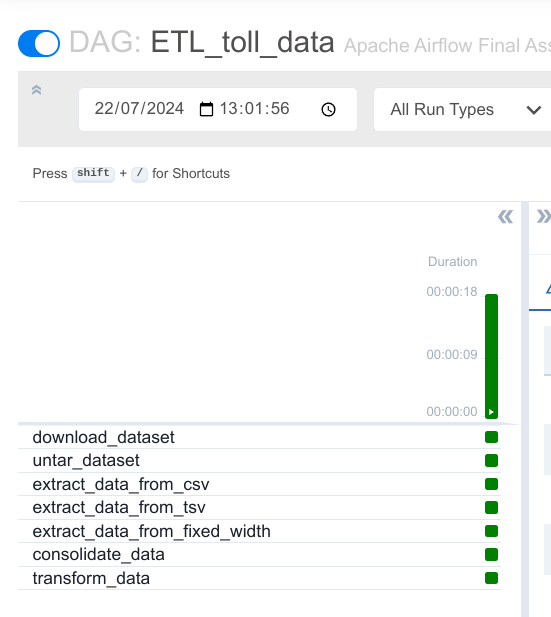 DAG: ETL_toll_data Apache Airflow Final Ass
22/07/2024 13:01:56 All Run Types
Press shift + / for Shortcuts
Duration
00:00:18
00:00:09
00:00:00
download_dataset
untar_dataset
extract_data_from_csv
extract_data_from_tsv
extract_data_from_fixed_width
consolidate_data
transform_data